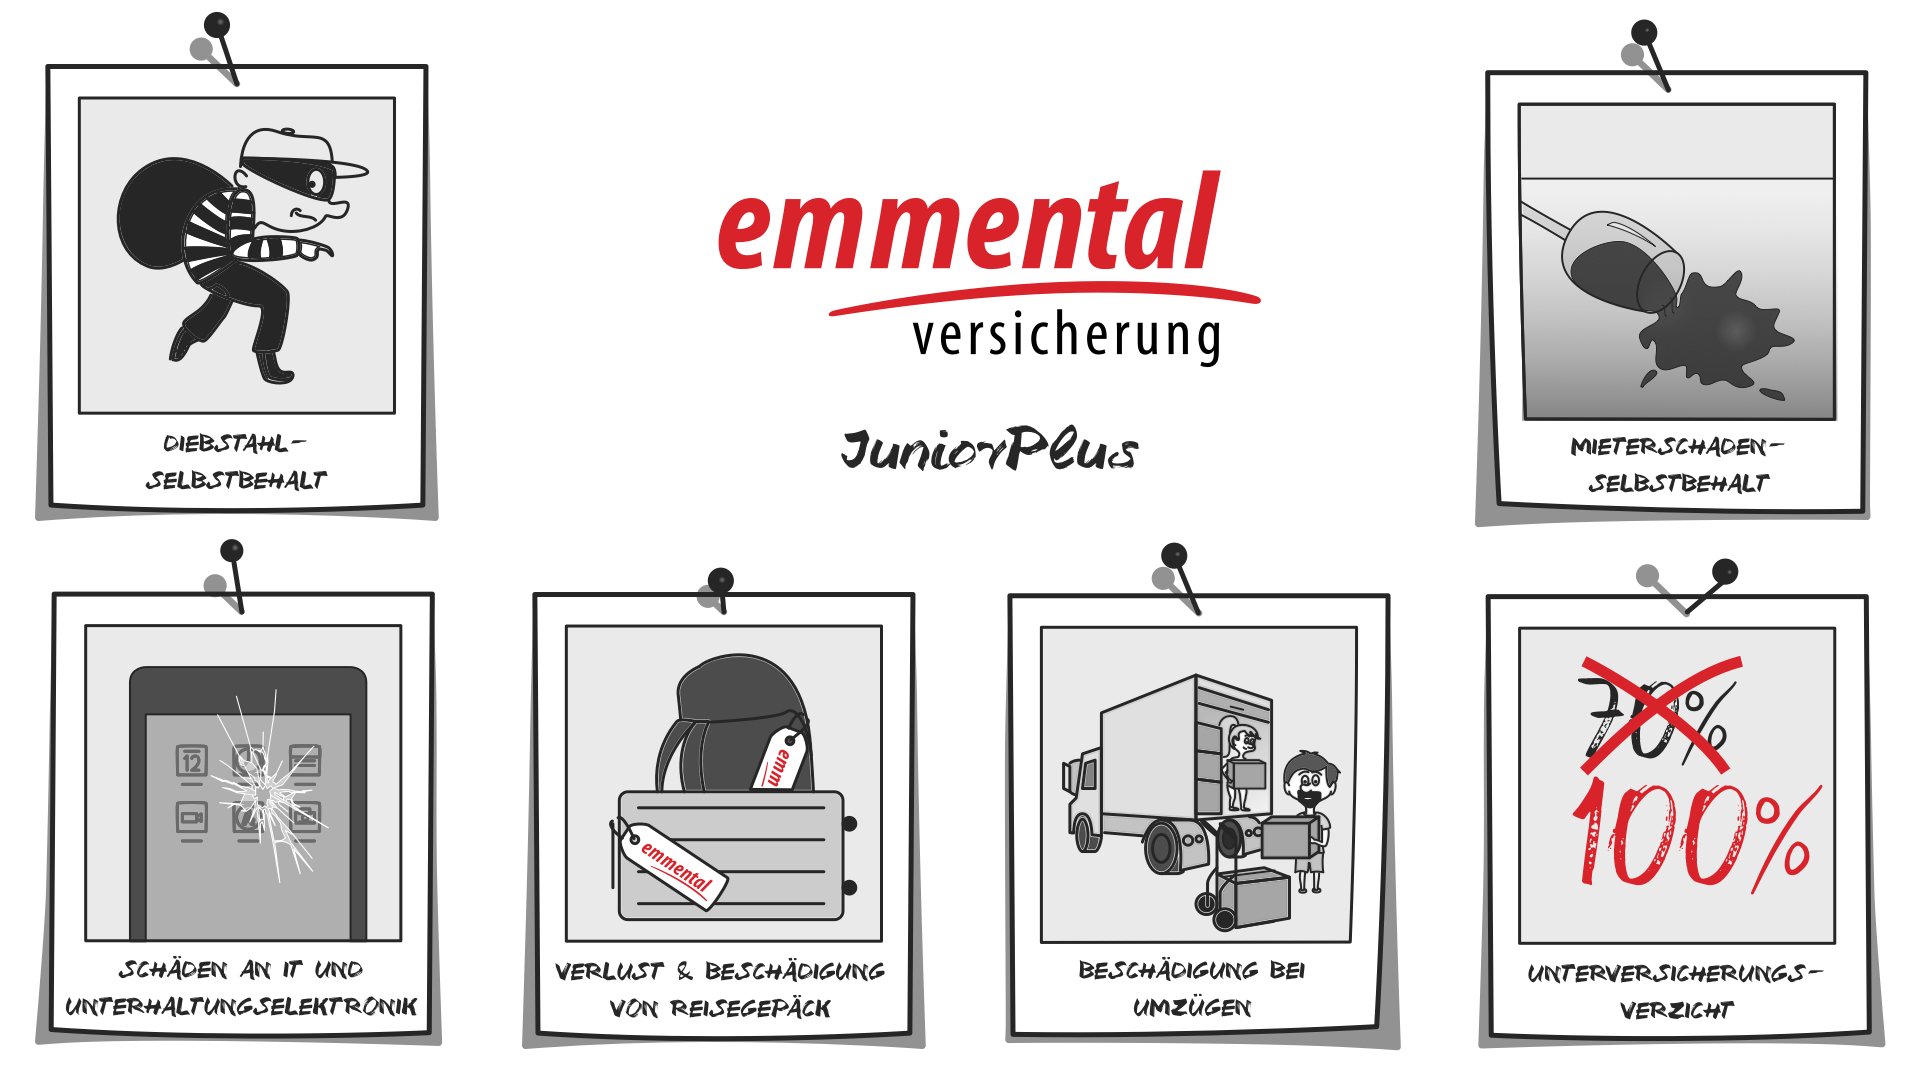 emmental
versicherung
JuniorPlus
DIEBSTAHL-
SELBSTBEHALT
MIETERSCHADEN-
SELBSTBEHALT
12
SCHÄDEN AN IT UND
UNTERHALTUNGSELEKTRONIK
emm
emmental
VERLUST & BESCHÄDIGUNG
VON REISEGEPÄCK
BESCHÄDIGUNG BEI
UMZÜGEN
70%
100%
UNTERVERSICHERUNGS-
VERZICHT